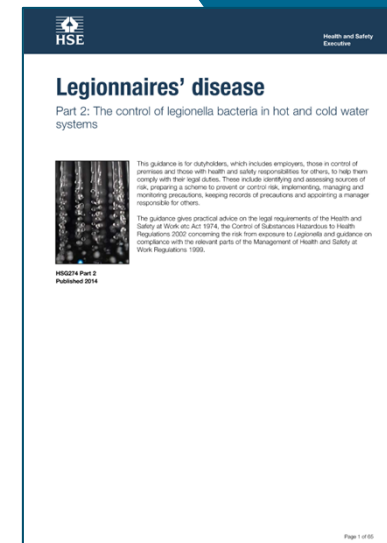 HSE
Health and Safety
Executive
Legionnaires' disease
Part 2: The control of legionella bacteria in hot and cold water
systems
This guidance is for dutyholders, which includes employers, those in control of
premises and those with health and safety responsibilities for others, to help them
comply with their legal duties. These include identifying and assessing sources of
risk, preparing a scheme to prevent or control risk, implementing, managing and
monitoring precautions, keeping records of precautions and appointing a manager
responsible for others.
The guidance gives practical advice on the legal requirements of the Health and
Safety at Work etc Act 1974, the Control of Substances Hazardous to Health
Regulations 2002 concerning the risk from exposure to Legionella and guidance on
compliance with the relevant parts of the Management of Health and Safety at
Work Regulations 1999.
HSG274 Part 2
Published 2014
Page 1 of 65